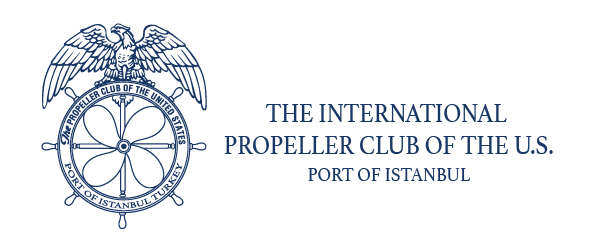 The PROPELLER CLUB OF THE UNITED STATES
PORT OF ISTANBUL TURKEY
THE INTERNATIONAL
PROPELLER CLUB OF THE U.S.
PORT OF ISTANBUL